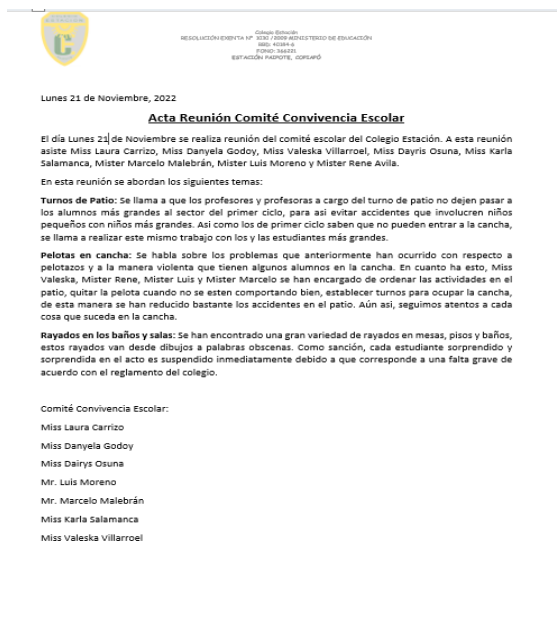 Colegio Estación
RESOLUCIÓN EXENTA N° 3030 /2009 MINISTERIO DE EDUCACIÓN
ESTACIÓN PAIPOTE, COPIAPÓ
Lunes 21 de Noviembre, 2022
Acta Reunión Comité Convivencia Escolar
El día Lunes 21 de Noviembre se realiza reunión del comité escolar del Colegio Estación. A esta reunión
asiste Miss Laura Carrizo, Miss Danyela Godoy, Miss Valeska Villarroel, Miss Dayris Osuna, Miss Karla
Salamanca, Mister Marcelo Malebrán, Mister Luis Moreno y Mister Rene Avila.
En esta reunión se abordan los siguientes temas:
Turnos de Patio: Se llama a que los profesores y profesoras a cargo del turno de patio no dejen pasar a
los alumnos más grandes al sector del primer ciclo, para asi evitar accidentes que involucren niños
pequeños con niños más grandes. Asi como los de primer ciclo saben que no pueden entrar a la cancha,
se llama a realizar este mismo trabajo con los y las estudiantes más grandes.
Pelotas en cancha: Se habla sobre los problemas que anteriormente han ocurrido con respecto a
pelotazos y a la manera violenta que tienen algunos alumnos en la cancha. En cuanto ha esto, Miss
Valeska, Mister Rene, Mister Luis y Mister Marcelo se han encargado de ordenar las actividades en el
patio, quitar la pelota cuando no se esten comportando bien, establecer turnos para ocupar la cancha,
de esta manera se han reducido bastante los accidentes en el patio. Aún asi, seguimos atentos a cada
cosa que suceda en la cancha.
Rayados en los baños y salas: Se han encontrado una gran variedad de rayados en mesas, pisos y baños,
estos rayados van desde dibujos a palabras obscenas. Como sanción, cada estudiante sorprendido y
sorprendida en el acto es suspendido inmediatamente debido a que corresponde a una falta grave de
acuerdo con el reglamento del colegio.
Comité Convivencia Escolar:
Miss Laura Carrizo
Miss Danyela Godoy
Miss Dairys Osuna
Mr. Luis Moreno
Mr. Marcelo Malebrán
Miss Karla Salamanca
Miss Valeska Villarroel